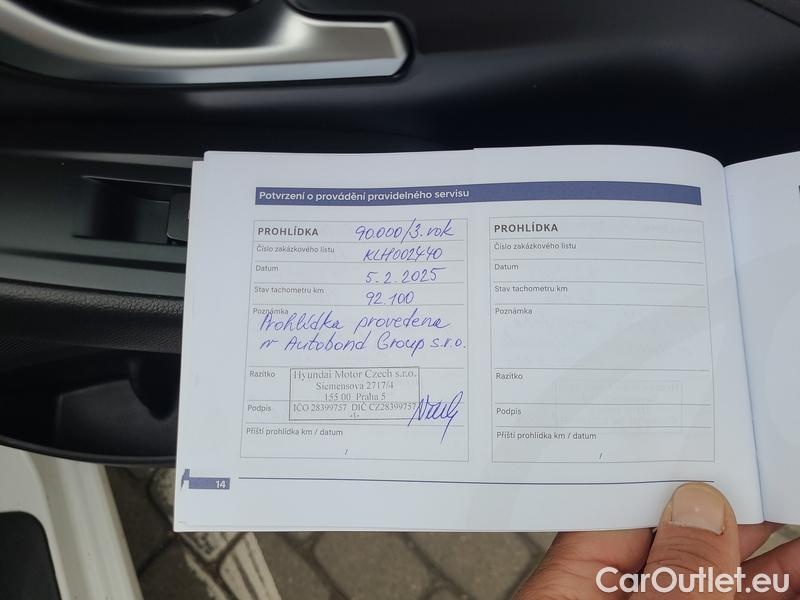 Potvrzení o provádění pravidelného servisu
PROHLÍDKA 90.000/3. rok
Číslo zakázkového listu KLH002440
Datum 5.2.2025
Stav tachometru km 92.100
Poznámka
Prohlídka provedena
v Autobond Group s.r.o.
Razítko
Hyundai Motor Czech s.r.o.
Siemensova 2717/4
155 00 Praha 5
IČO 28399757 DIČ CZ28399757
Podpis
Příští prohlídka km / datum
/
PROHLÍDKA
Číslo zakázkového listu
Datum
Stav tachometru km
Poznámka
Razítko
Podpis
Příští prohlídka km / datum
/
14
CarOutlet.eu